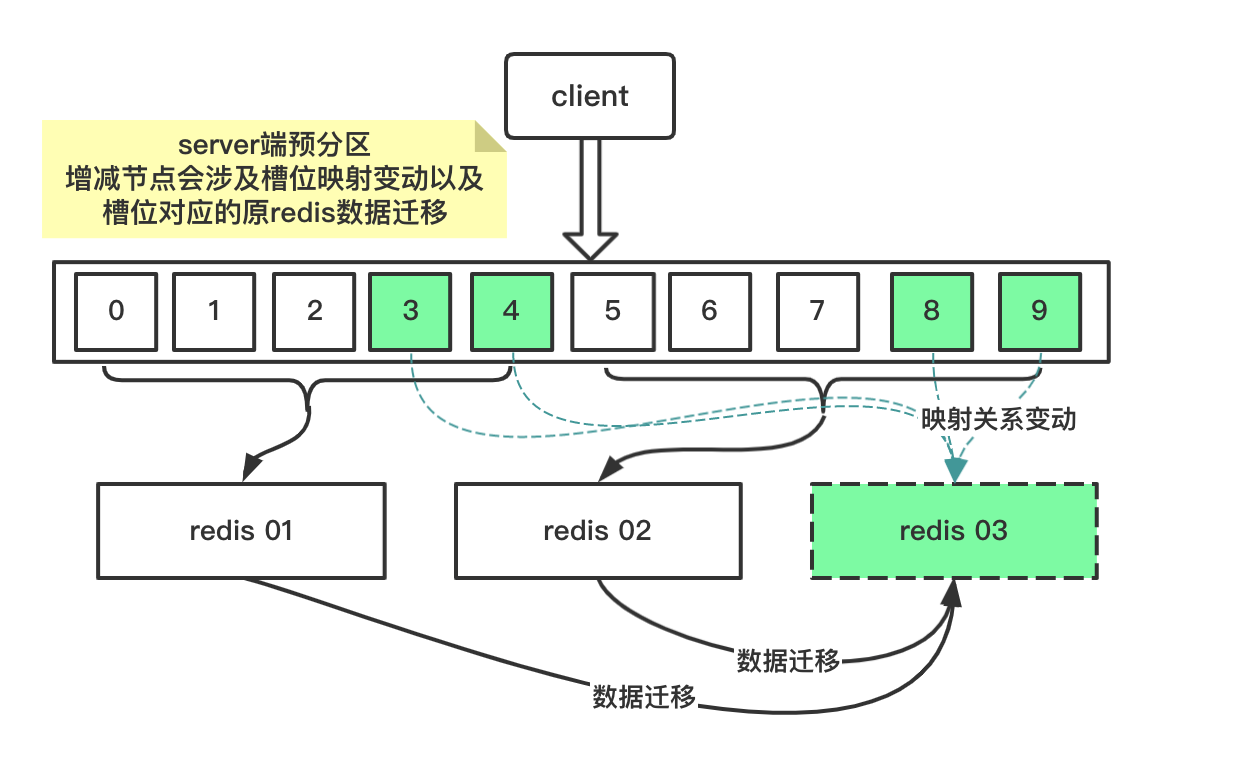 client
server端预分区
增减节点会涉及槽位映射变动以及
槽位对应的原redis数据迁移
0 1 2 3 4 5 6 7 8 9
映射关系变动
redis 01 redis 02 redis 03
数据迁移
数据迁移